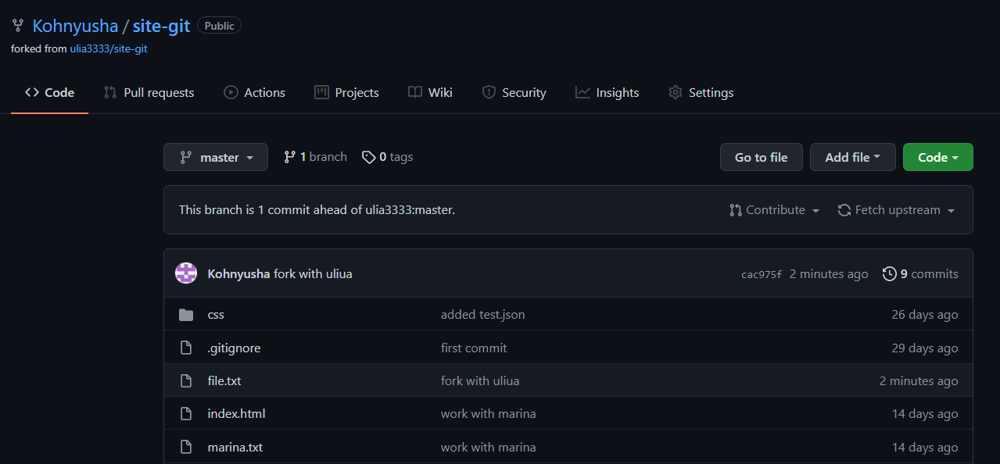 Kohnyusha / site-git Public
forked from ulia3333/site-git
Code Pull requests Actions Projects Wiki Security Insights Settings
master 1 branch 0 tags Go to file Add file Code
This branch is 1 commit ahead of ulia3333:master. Contribute Fetch upstream
Kohnyusha fork with uliua cac975f 2 minutes ago 9 commits
css added test.json 26 days ago
.gitignore first commit 29 days ago
file.txt fork with uliua 2 minutes ago
index.html work with marina 14 days ago
marina.txt work with marina 14 days ago